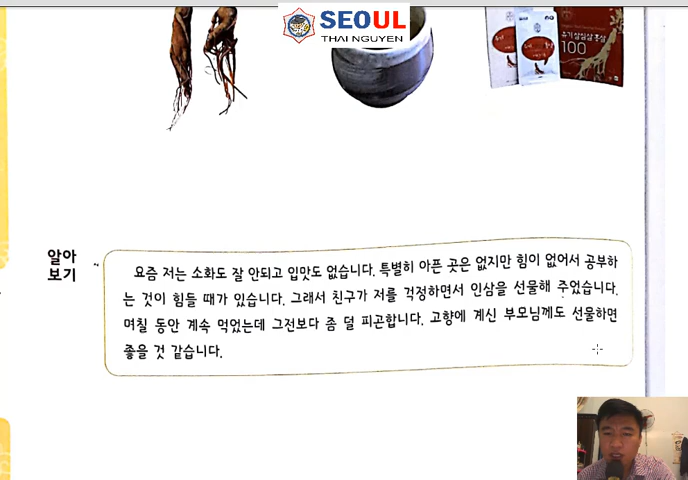 SEOUL
THAI NGUYEN
100
알아
보기
요즘 저는 소화도 잘 안되고 입맛도 없습니다. 특별히 아픈 곳은 없지만 힘이 없어서 공부하
는 것이 힘들 때가 있습니다. 그래서 친구가 저를 걱정하면서 인삼을 선물해 주었습니다.
며칠 동안 계속 먹었는데 그전보다 좀 덜 피곤합니다. 고향에 계신 부모님께도 선물하면
좋을 것 같습니다.